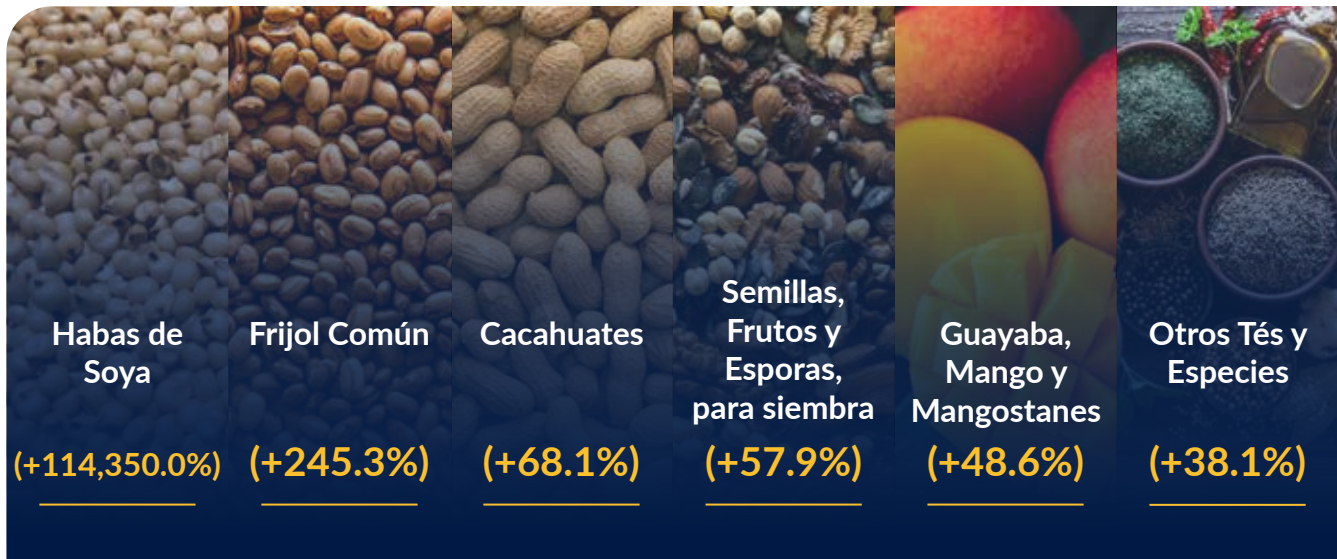 Habas de
Soya
(+114,350.0%)
Frijol Común
(+245.3%)
Cacahuates
(+68.1%)
Semillas,
Frutos y
Esporas,
para siembra
(+57.9%)
Guayaba,
Mango y
Mangostanes
(+48.6%)
Otros Tés y
Especies
(+38.1%)